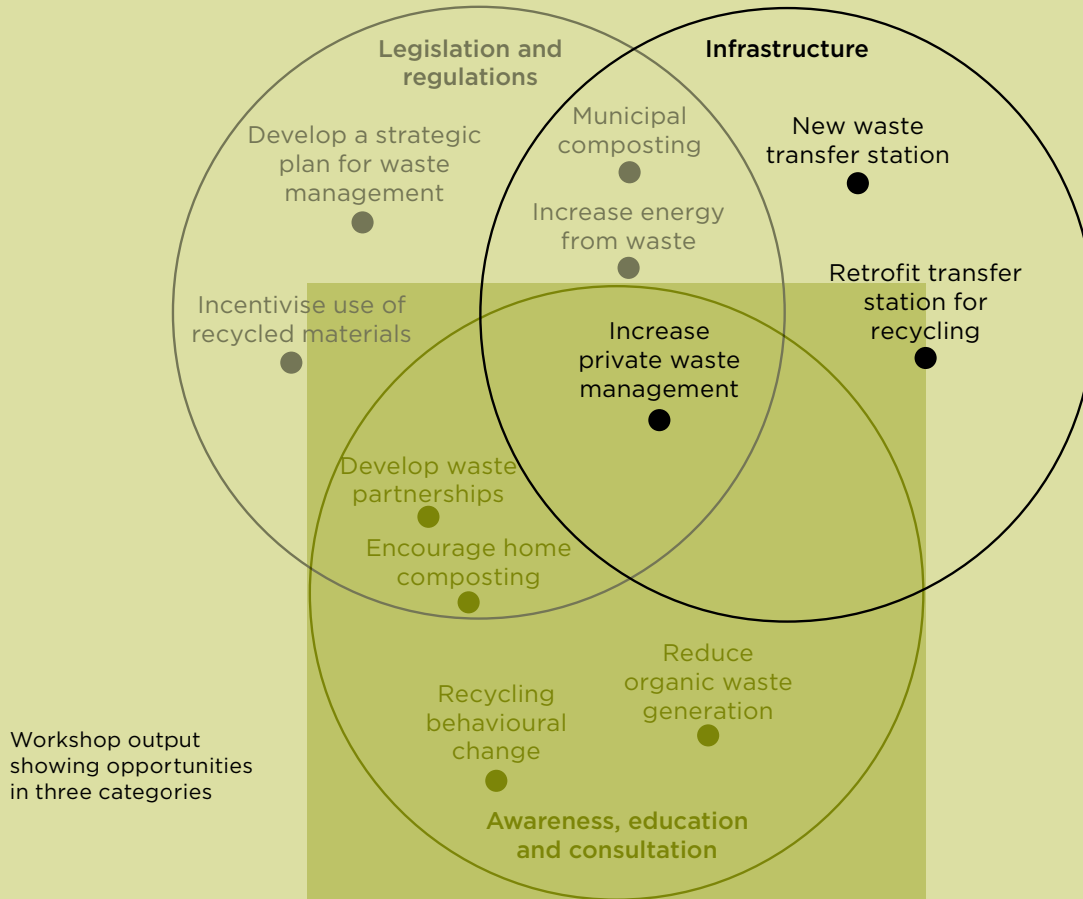 Legislation and
regulations
Infrastructure
Develop a strategic
plan for waste
management
Municipal
composting
New waste
transfer station
Increase energy
from waste
Incentivise use of
recycled materials
Retrofit transfer
station for
recycling
Increase
private waste
management
Develop waste
partnerships
Encourage home
composting
Reduce
organic waste
generation
Recycling
behavioural
change
Workshop output
showing opportunities
in three categories
Awareness, education
and consultation